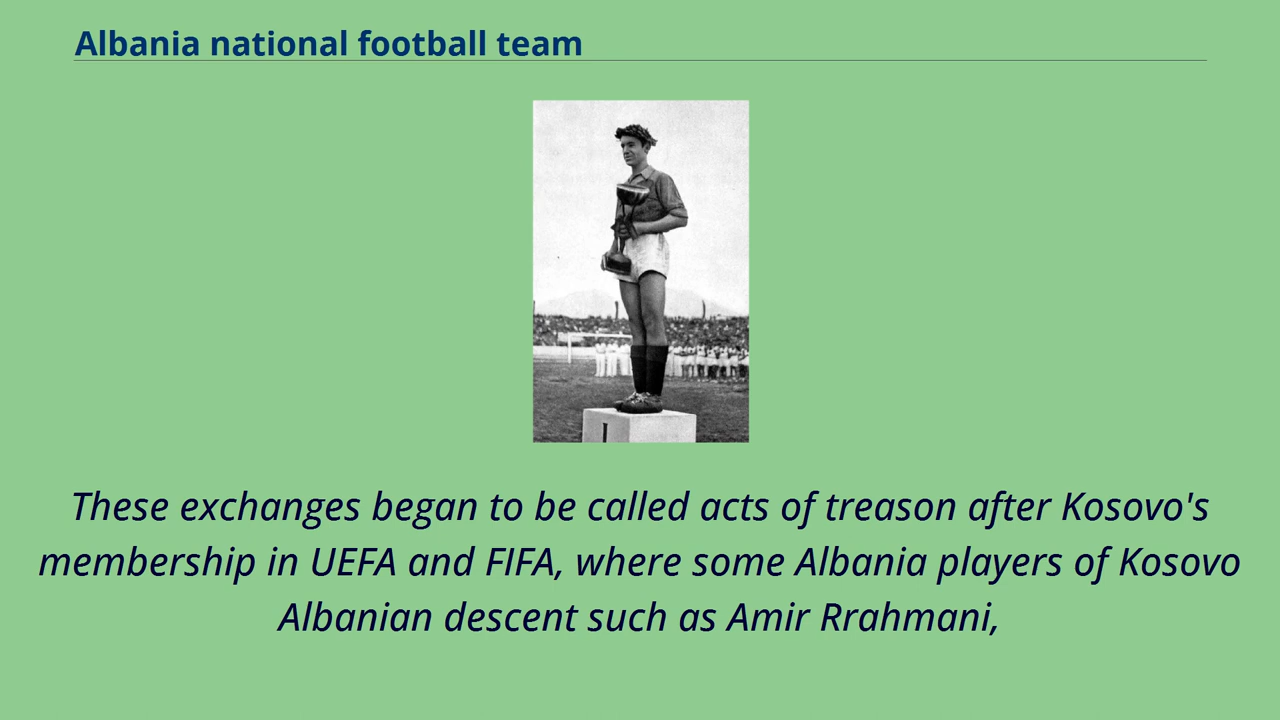 Albania national football team
These exchanges began to be called acts of treason after Kosovo's
membership in UEFA and FIFA, where some Albania players of Kosovo
Albanian descent such as Amir Rrahmani,